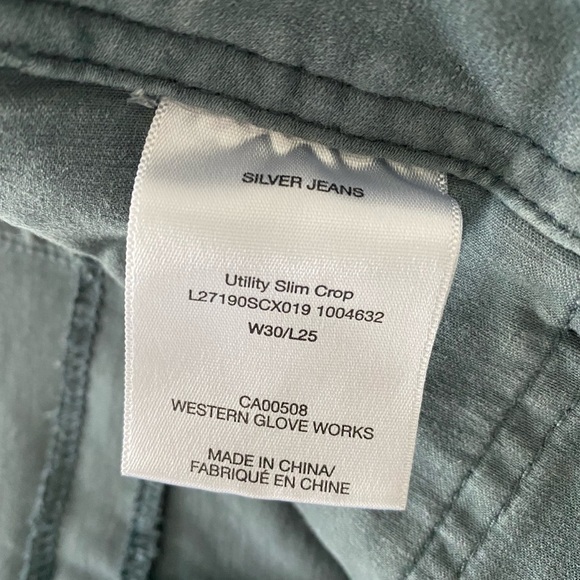 SILVER JEANS
Utility Slim Crop
L27190SCX019 1004632
W30/L25
CA00508
WESTERN GLOVE WORKS
MADE IN CHINA/
FABRIQUÉ EN CHINE